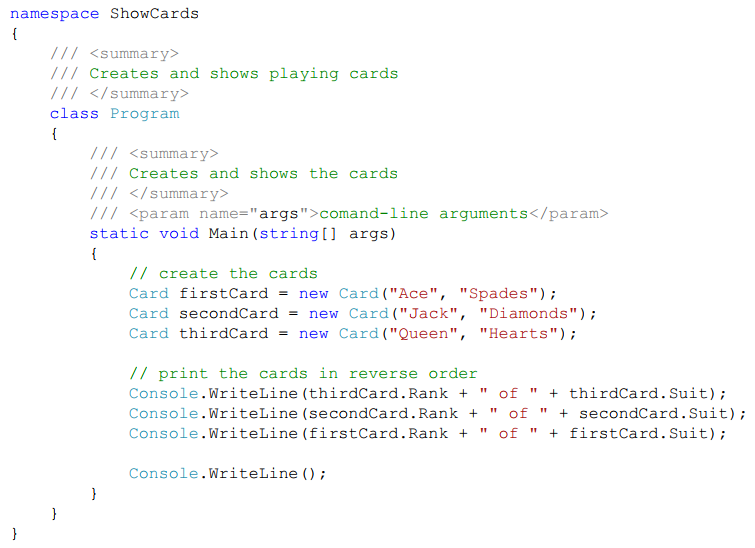 namespace ShowCards
{
    /// <summary>
    /// Creates and shows playing cards
    /// </summary>
    class Program
    {
        /// <summary>
        /// Creates and shows the cards
        /// </summary>
        /// <param name="args">comand-line arguments</param>
        static void Main(string[] args)
        {
            // create the cards
            Card firstCard = new Card("Ace", "Spades");
            Card secondCard = new Card("Jack", "Diamonds");
            Card thirdCard = new Card("Queen", "Hearts");

            // print the cards in reverse order
            Console.WriteLine(thirdCard.Rank + " of " + thirdCard.Suit);
            Console.WriteLine(secondCard.Rank + " of " + secondCard.Suit);
            Console.WriteLine(firstCard.Rank + " of " + firstCard.Suit);

            Console.WriteLine();
        }
    }
}